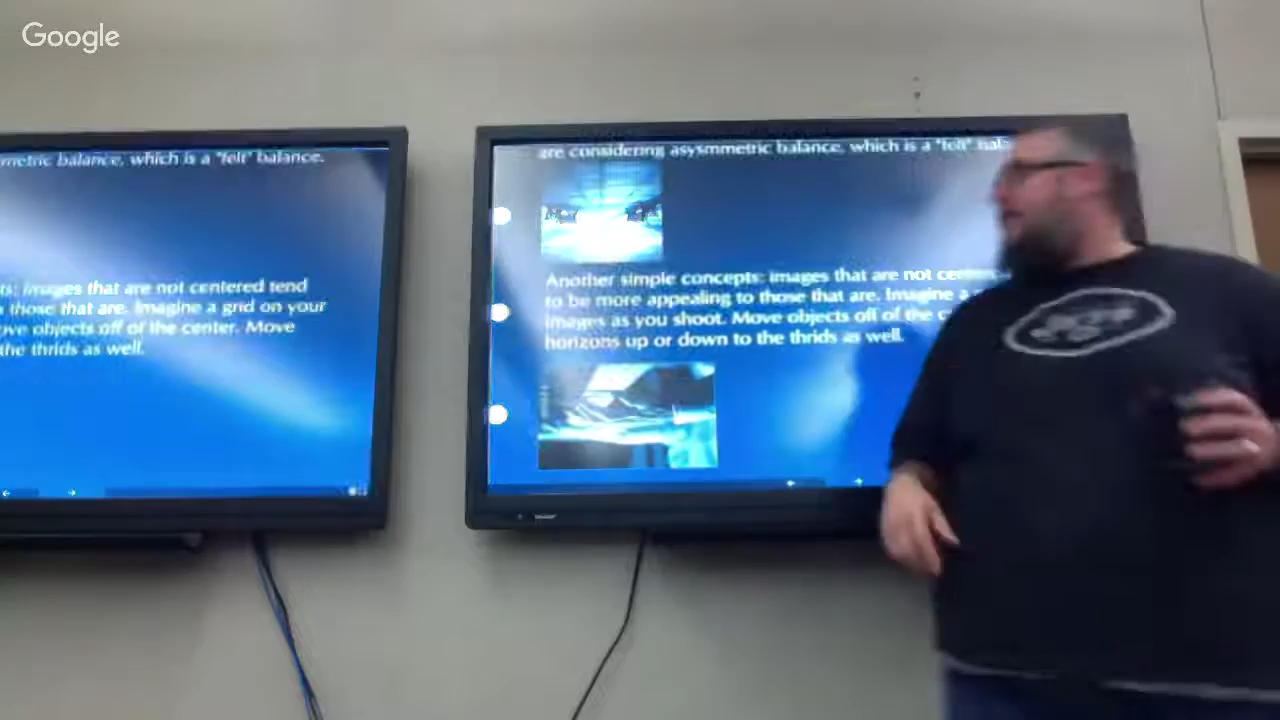 Google
metric balance, which is a "felt" balance.
ts: images that are not centered tend
those that are. Imagine a grid on your
ove objects off of the center. Move
the thrids as well.
are considering asysmmetric balance, which is a "felt"
Another simple concepts: images that are not
to be more appealing to those that are. Imagine a
images as you shoot. Move objects off of the
horizons up or down to the thrids as well.